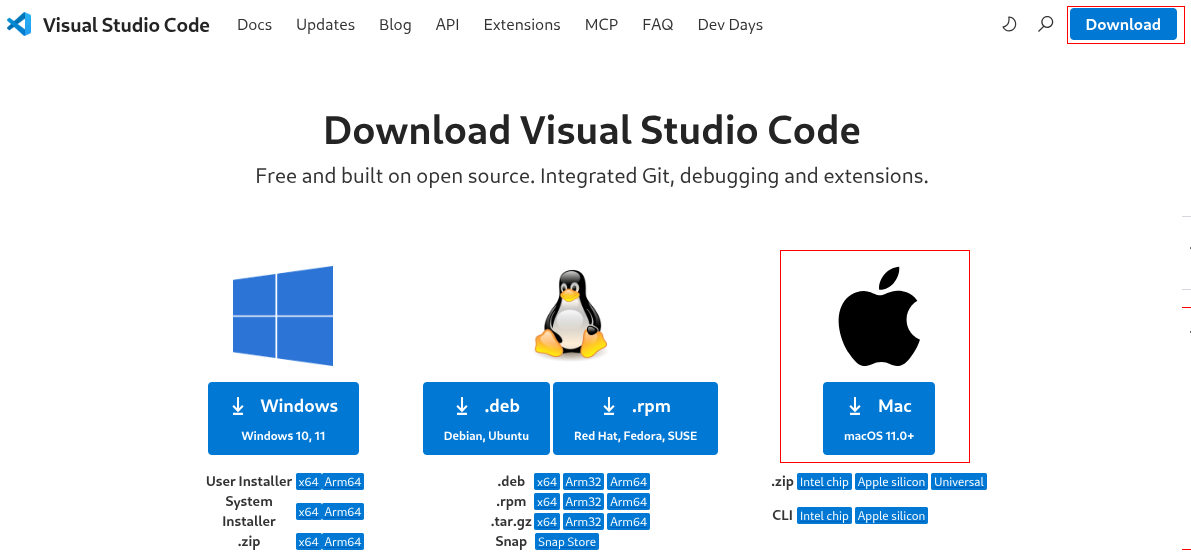 Visual Studio Code Docs Updates Blog API Extensions MCP FAQ Dev Days Download
Download Visual Studio Code
Free and built on open source. Integrated Git, debugging and extensions.
Windows
Windows 10, 11
User Installer x64 Arm64
System
Installer x64 Arm64
.zip x64 Arm64
.deb
Debian, Ubuntu
.rpm
Red Hat, Fedora, SUSE
.deb x64 Arm32 Arm64
.rpm x64 Arm32 Arm64
.tar.gz x64 Arm32 Arm64
Snap Snap Store
Mac
macOS 11.0+
.zip Intel chip Apple silicon Universal
CLI Intel chip Apple silicon